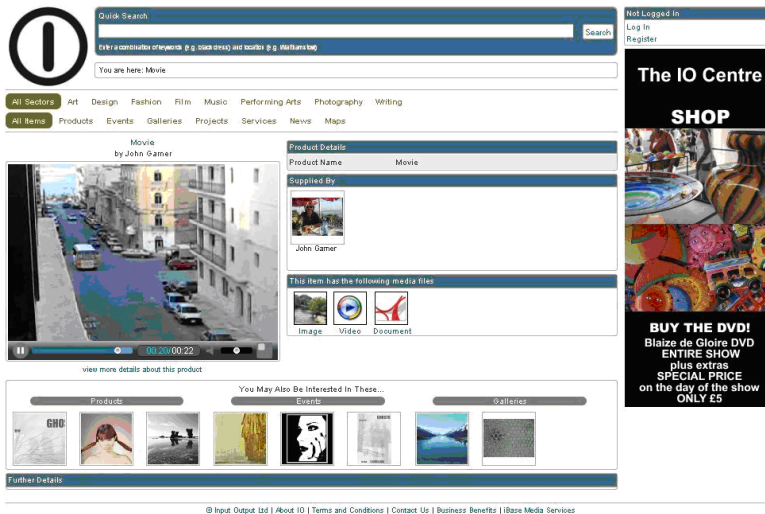 Quick Search
Search
Enter a combination of keywords (e.g. black dress) and location (e.g. Walthamstow)
You are here: Movie
Not Logged In
Log In
Register
All Sectors Art Design Fashion Film Music Performing Arts Photography Writing
All Items Products Events Galleries Projects Services News Maps
Movie
by John Garner
00:20/00:22
view more details about this product
Product Details
Product Name Movie
Supplied By
John Garner
This item has the following media files
Image Video Document
The IO Centre
SHOP
BUY THE DVD!
Blaize de Gloire DVD
ENTIRE SHOW
plus extras
SPECIAL PRICE
on the day of the show
ONLY £5
You May Also Be Interested In These...
Products Events Galleries
GHO
Further Details
© Input Output Ltd | About IO | Terms and Conditions | Contact Us | Business Benefits | iBase Media Services